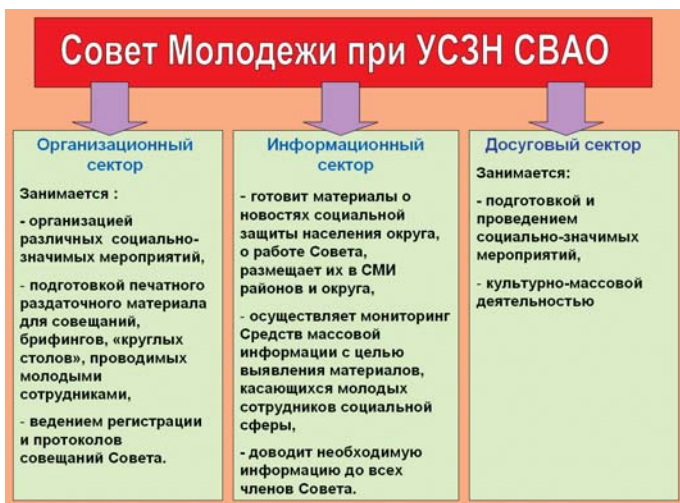 Совет Молодежи при УСЗН СВАО
Организационный
сектор
Занимается :
- организацией
различных социально-
значимых мероприятий,
- подготовкой печатного
раздаточного материала
для совещаний,
брифингов, «круглых
столов», проводимых
молодыми
сотрудниками,
- ведением регистрации
и протоколов
совещаний Совета.
Информационный
сектор
- готовит материалы о
новостях социальной
защиты населения округа,
о работе Совета,
размещает их в СМИ
районов и округа,
- осуществляет мониторинг
Средств массовой
информации с целью
выявления материалов,
касающихся молодых
сотрудников социальной
сферы,
- доводит необходимую
информацию до всех
членов Совета.
Досуговый сектор
Занимается:
- подготовкой и
проведением
социально-значимых
мероприятий,
- культурно-массовой
деятельностью